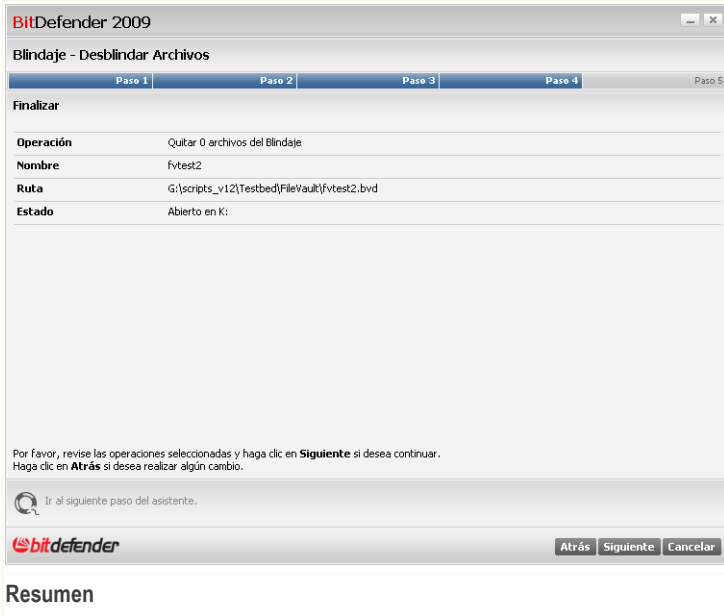 BitDefender 2009
Blindaje - Desblindar Archivos
Paso 1 Paso 2 Paso 3 Paso 4 Paso 5
Finalizar
Operación Quitar 0 archivos del Blindaje
Nombre fvtest2
Ruta G:\scripts_v12\Testbed\FileVault\fvtest2.bvd
Estado Abierto en K:
Por favor, revise las operaciones seleccionadas y haga clic en Siguiente si desea continuar.
Haga clic en Atrás si desea realizar algún cambio.
Ir al siguiente paso del asistente.
bitdefender
Atrás Siguiente Cancelar
Resumen